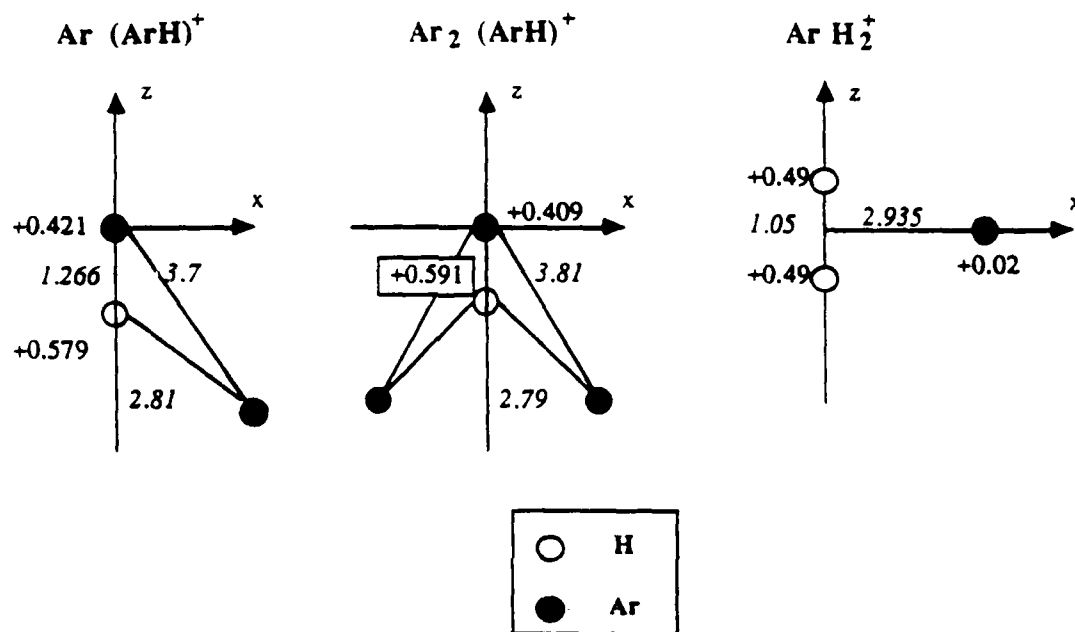 Ar (ArH)+
z
x
+0.421
1.266
3.7
+0.579
2.81
Ar2 (ArH)+
z
x
+0.409
+0.591
3.81
2.79
Ar H2+
z
+0.49
x
1.05
2.935
+0.49
+0.02
H
Ar